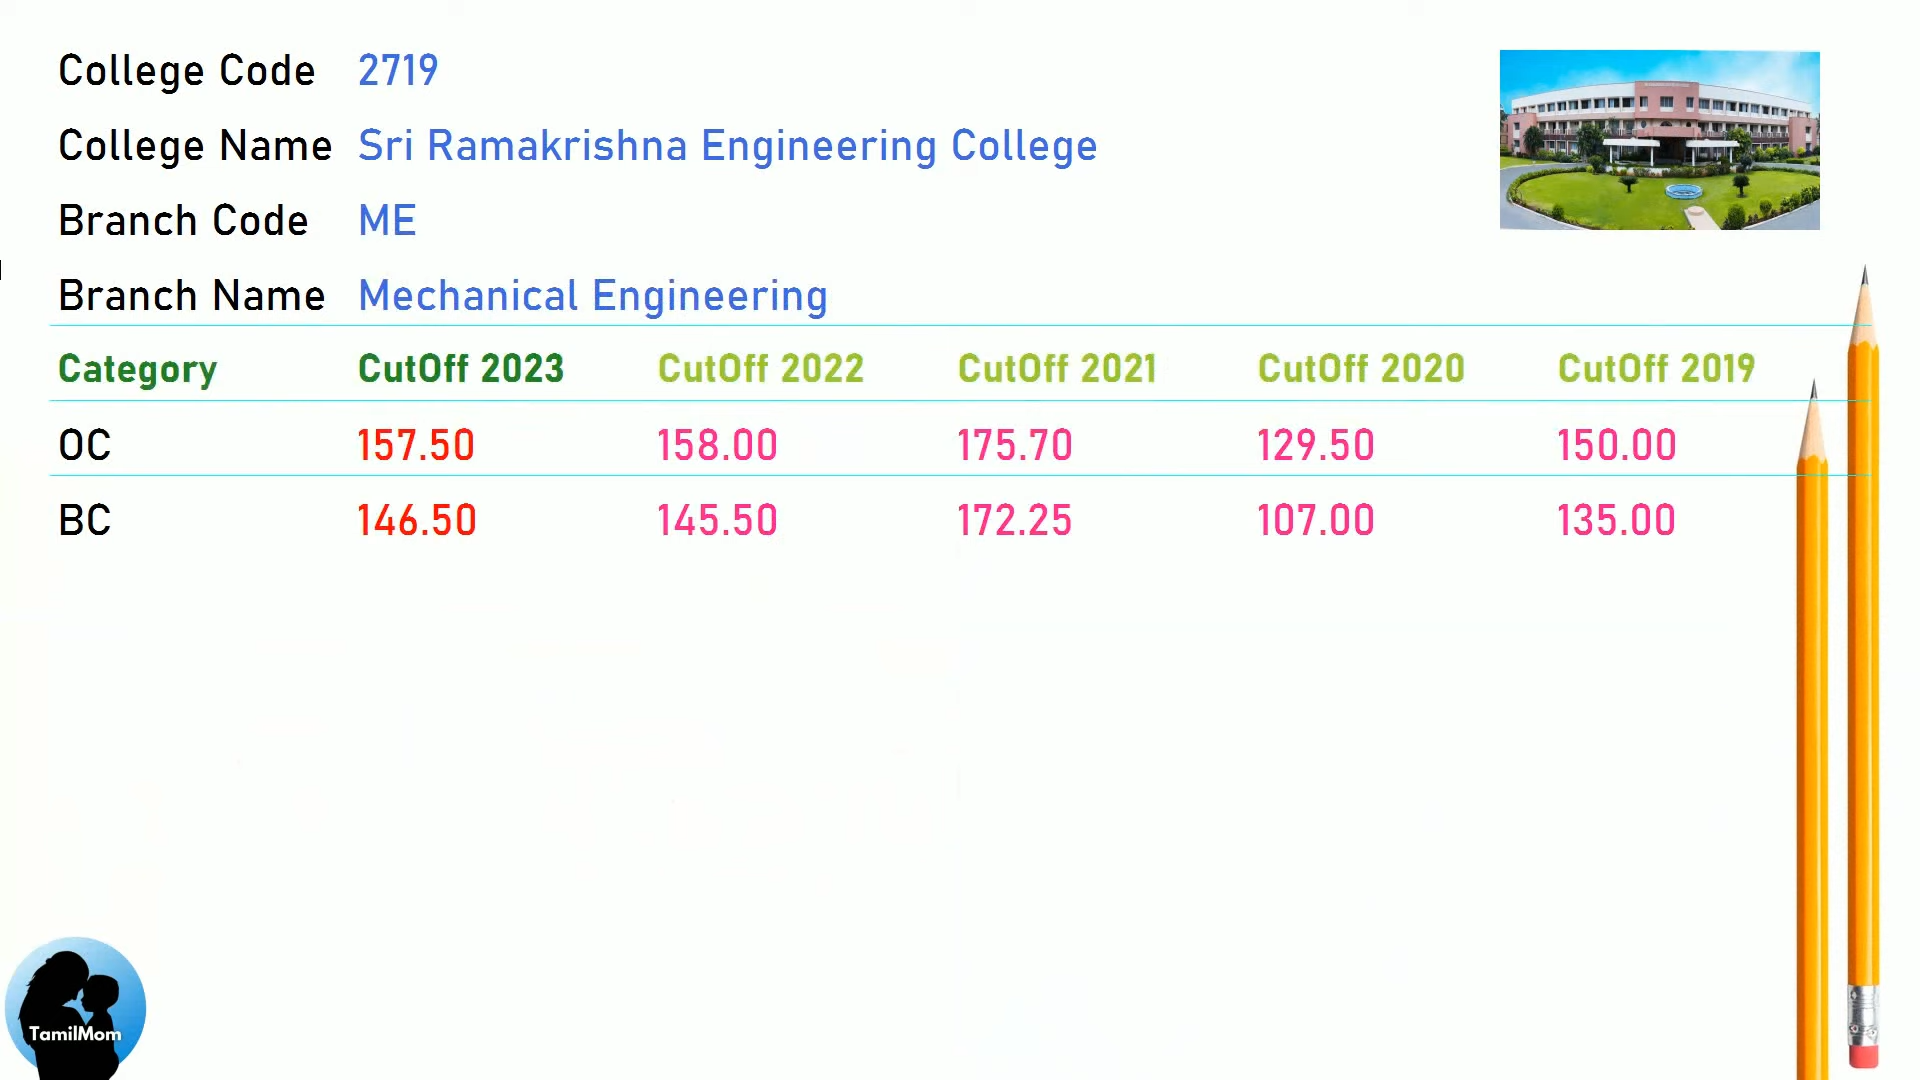 College Code 2719
College Name Sri Ramakrishna Engineering College
Branch Code ME
Branch Name Mechanical Engineering
Category CutOff 2023 CutOff 2022 CutOff 2021 CutOff 2020 CutOff 2019
OC 157.50 158.00 175.70 129.50 150.00
BC 146.50 145.50 172.25 107.00 135.00
TamilMom